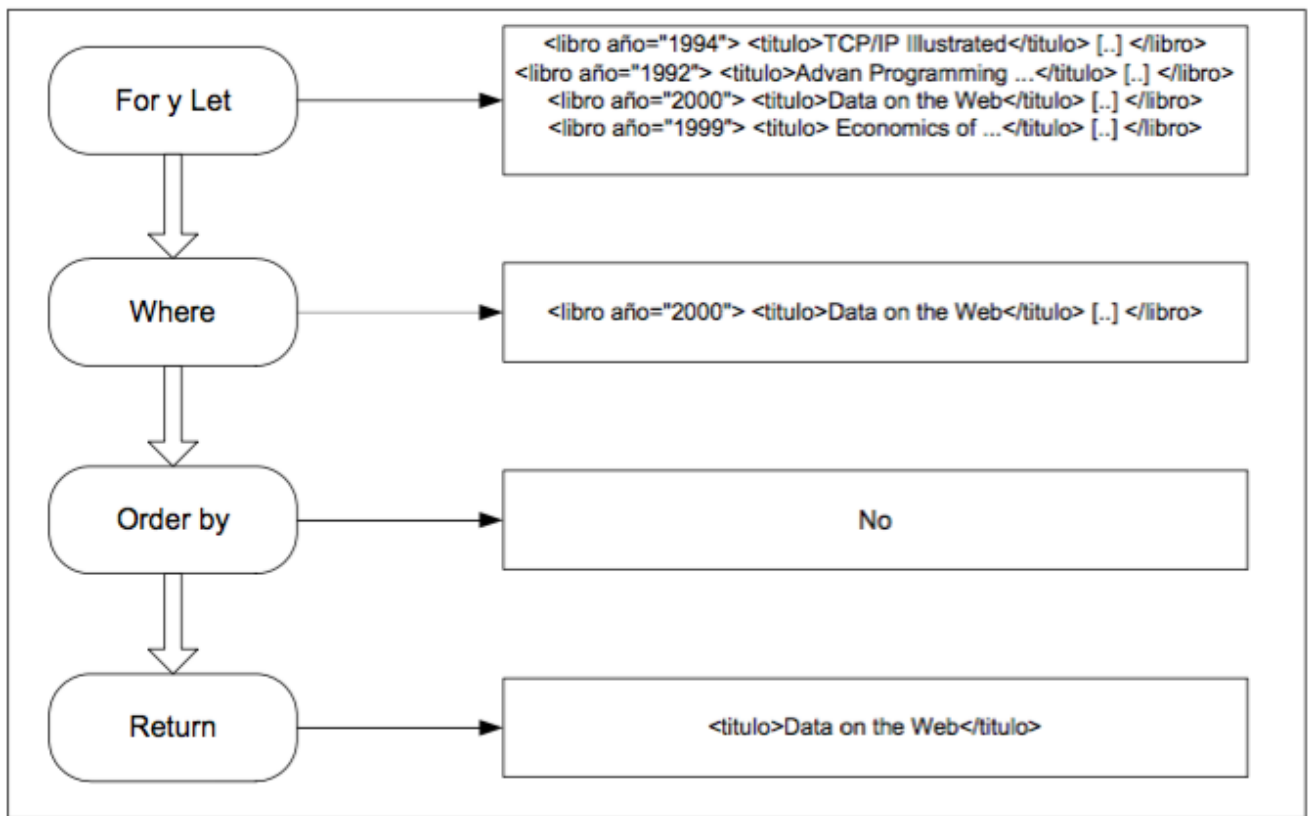 For y Let
<libro año="1994"> <titulo>TCP/IP Illustrated</titulo> [..] </libro>
<libro año="1992"> <titulo>Advan Programming ...</titulo> [..] </libro>
<libro año="2000"> <titulo>Data on the Web</titulo> [..] </libro>
<libro año="1999"> <titulo> Economics of ...</titulo> [..] </libro>
Where
<libro año="2000"> <titulo>Data on the Web</titulo> [..] </libro>
Order by
No
Return
<titulo>Data on the Web</titulo>